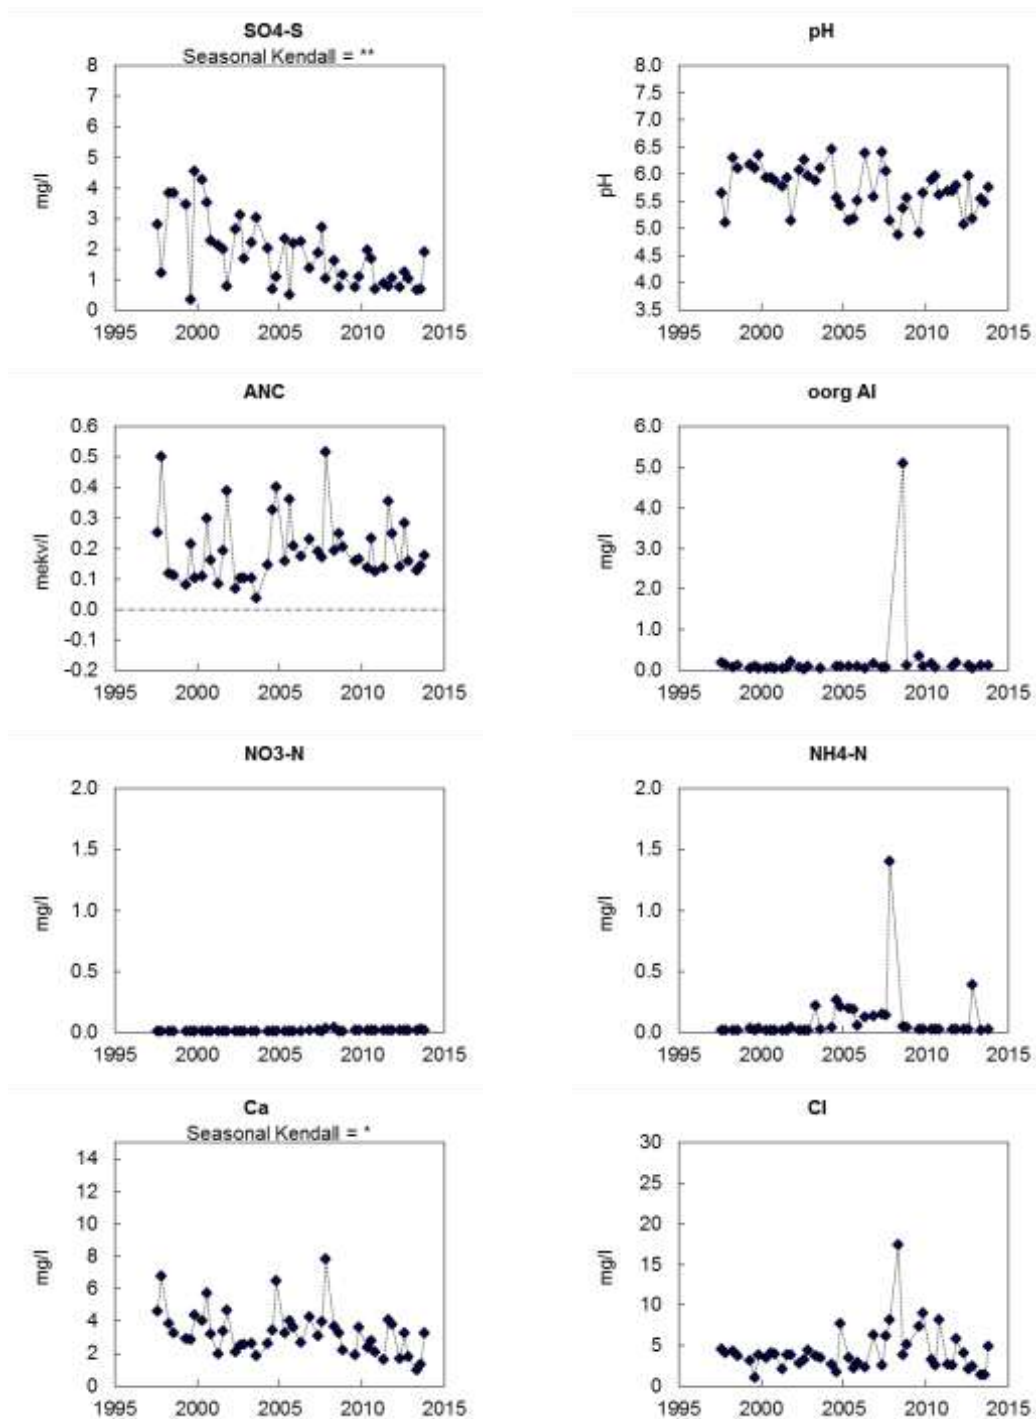 SO4-S
Seasonal Kendall = **
8
7
6
5
4
3
2
1
0
mg/l
1995 2000 2005 2010 2015
pH
8.0
7.5
7.0
6.5
6.0
5.5
5.0
4.5
4.0
3.5
pH
1995 2000 2005 2010 2015
ANC
0.6
0.5
0.4
0.3
0.2
0.1
0.0
-0.1
-0.2
mekv/l
1995 2000 2005 2010 2015
oorg Al
6.0
5.0
4.0
3.0
2.0
1.0
0.0
mg/l
1995 2000 2005 2010 2015
NO3-N
2.0
1.5
1.0
0.5
0.0
mg/l
1995 2000 2005 2010 2015
NH4-N
2.0
1.5
1.0
0.5
0.0
mg/l
1995 2000 2005 2010 2015
Ca
Seasonal Kendall = *
14
12
10
8
6
4
2
0
mg/l
1995 2000 2005 2010 2015
Cl
30
25
20
15
10
5
0
mg/l
1995 2000 2005 2010 2015